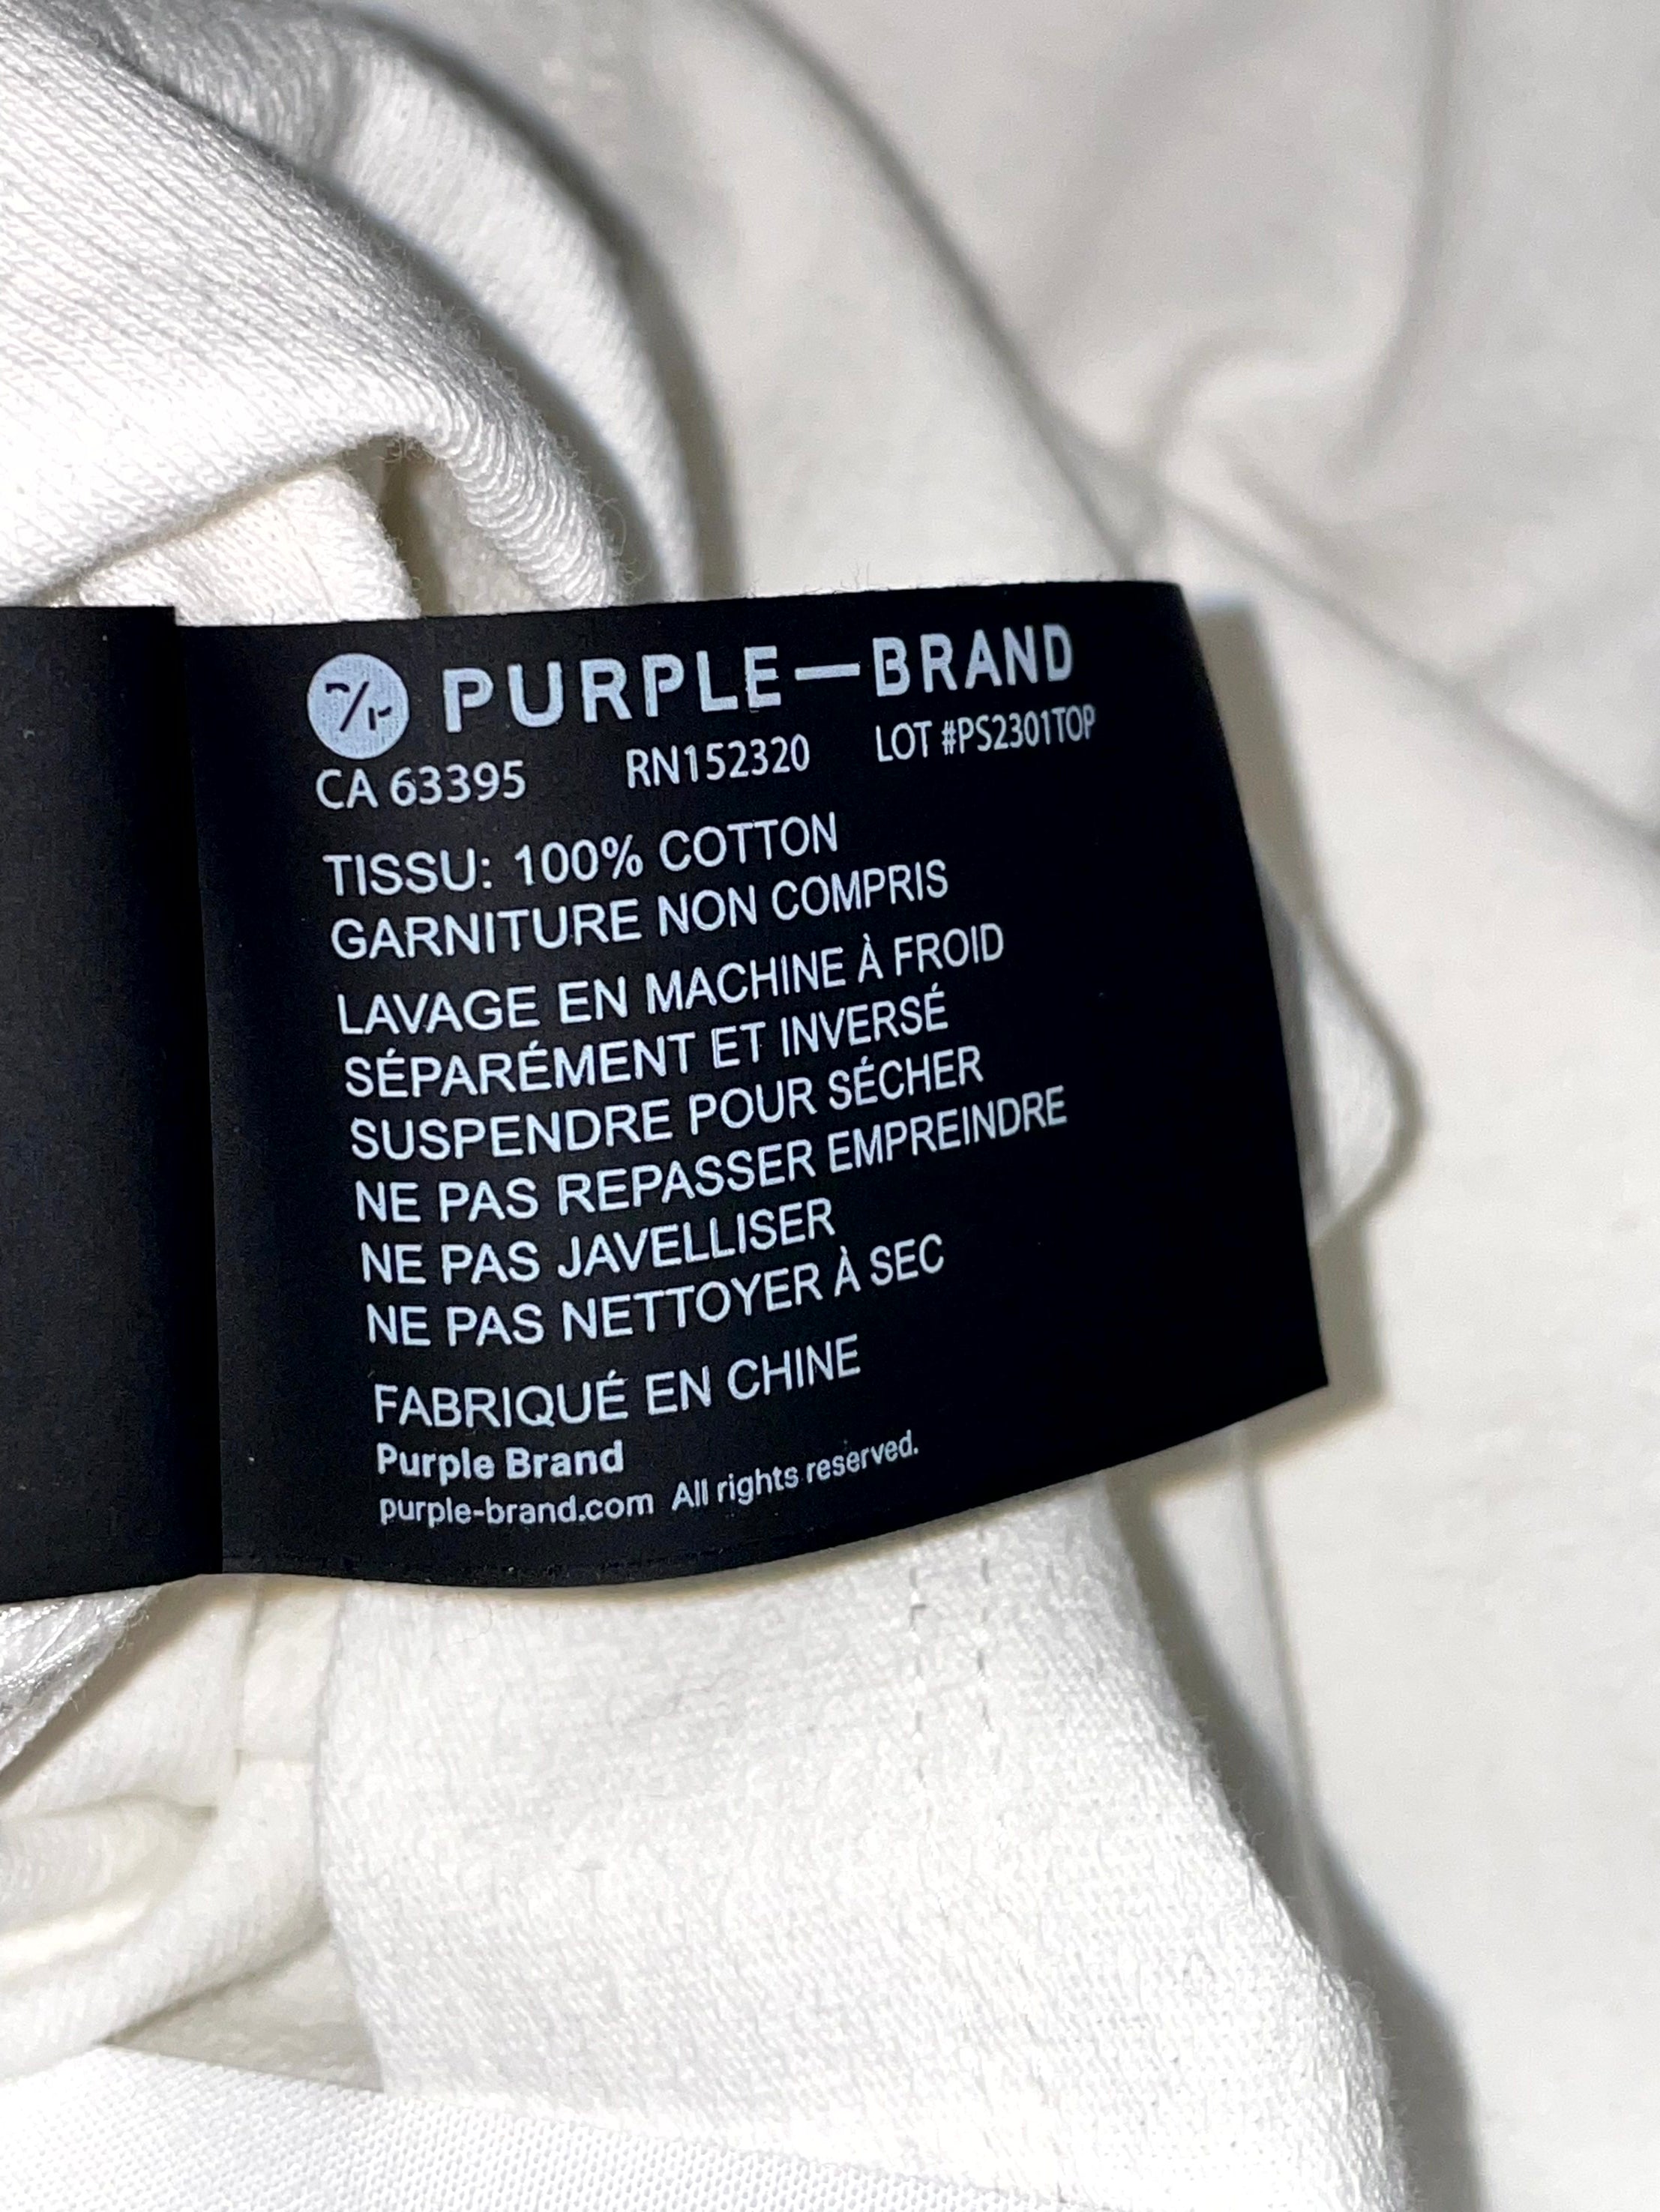 PURPLE—BRAND
CA 63395 RN152320 LOT #PS2301TOP
TISSU: 100% COTTON
GARNITURE NON COMPRIS
LAVAGE EN MACHINE À FROID
SÉPARÉMENT ET INVERSÉ
SUSPENDRE POUR SÉCHER
NE PAS REPASSER EMPREINDRE
NE PAS JAVELLISER
NE PAS NETTOYER À SEC
FABRIQUÉ EN CHINE
Purple Brand
purple-brand.com All rights reserved.